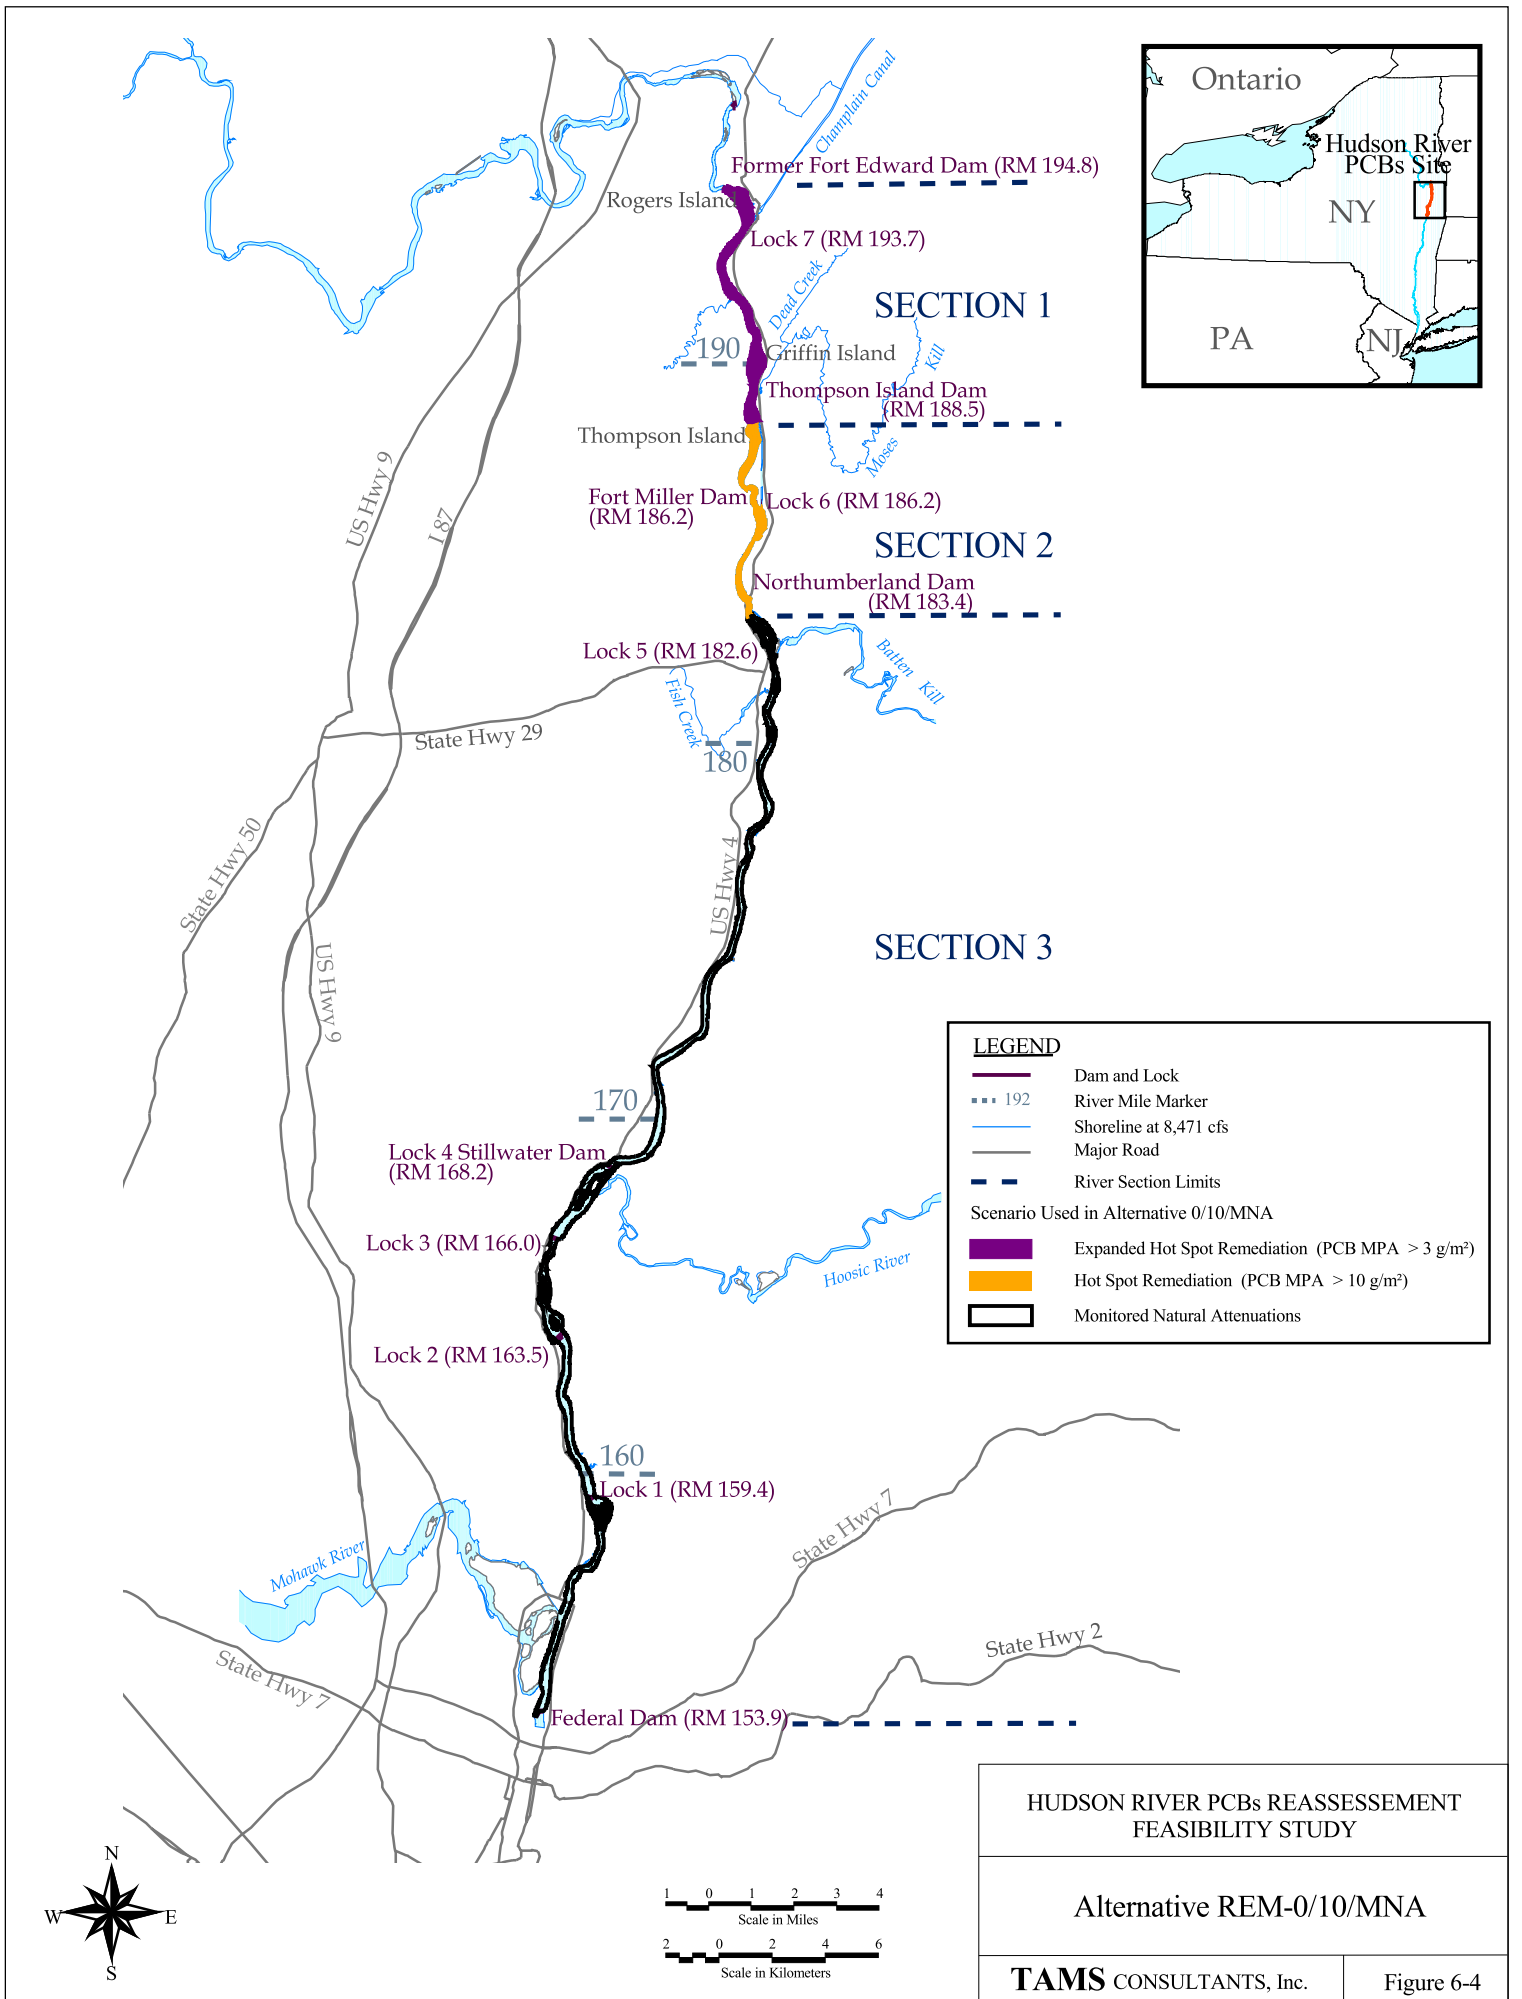 Ontario
Hudson River
PCBs Site
NY
PA
NJ
Champlain Canal
Former Fort Edward Dam (RM 194.8)
Rogers Island
Lock 7 (RM 193.7)
Dead Creek
SECTION 1
190
Griffin Island
Kill
Thompson Island Dam
(RM 188.5)
Thompson Island
Moses
US Hwy 9
I 87
Fort Miller Dam
(RM 186.2)
Lock 6 (RM 186.2)
SECTION 2
Northumberland Dam
(RM 183.4)
Lock 5 (RM 182.6)
Batten Kill
Fish Creek
State Hwy 29
180
State Hwy 50
US Hwy 4
US Hwy 9
SECTION 3
170
Lock 4 Stillwater Dam
(RM 168.2)
Lock 3 (RM 166.0)
Hoosic River
Lock 2 (RM 163.5)
160
Lock 1 (RM 159.4)
State Hwy 7
Mohawk River
State Hwy 2
State Hwy 7
Federal Dam (RM 153.9)
LEGEND
Dam and Lock
192 River Mile Marker
Shoreline at 8,471 cfs
Major Road
River Section Limits
Scenario Used in Alternative 0/10/MNA
Expanded Hot Spot Remediation (PCB MPA > 3 g/m²)
Hot Spot Remediation (PCB MPA > 10 g/m²)
Monitored Natural Attenuations
N
W E
S
1 0 1 2 3 4
Scale in Miles
2 0 2 4 6
Scale in Kilometers
HUDSON RIVER PCBs REASSESSEMENT
FEASIBILITY STUDY
Alternative REM-0/10/MNA
TAMS CONSULTANTS, Inc.
Figure 6-4